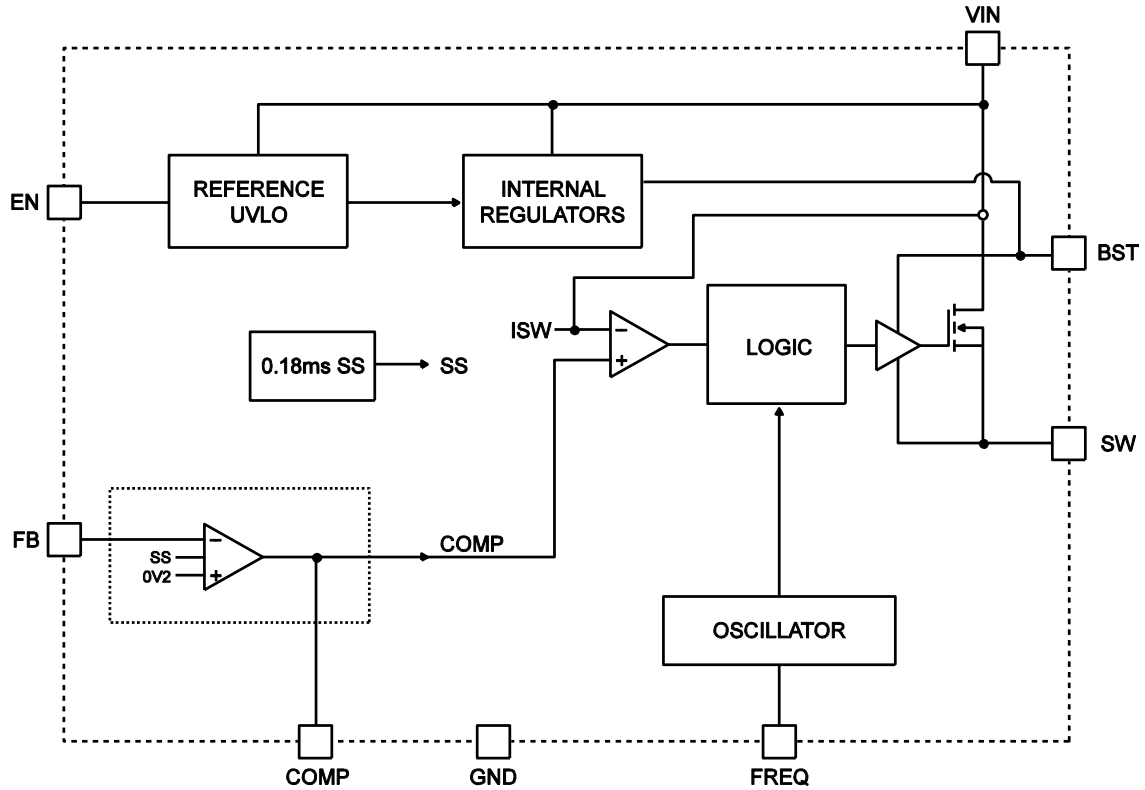 VIN
REFERENCE
UVLO
INTERNAL
REGULATORS
EN
BST
ISW
−
+
LOGIC
0.18ms SS
SS
SW
FB
−
SS
0V2
+
COMP
OSCILLATOR
COMP
GND
FREQ